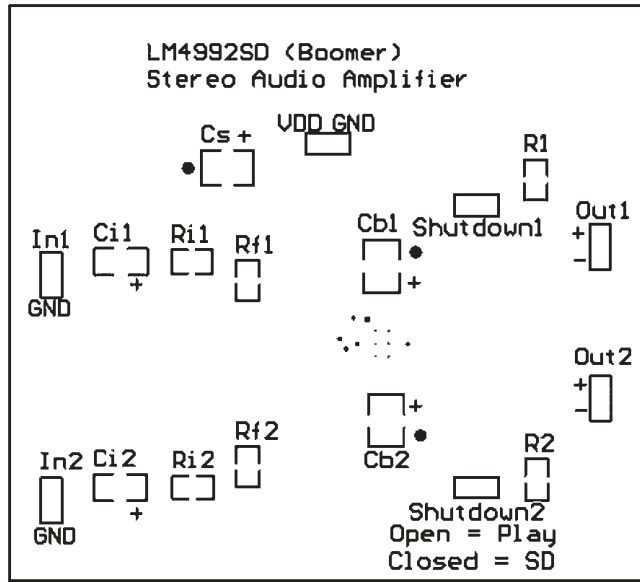 LM4992SD (Boomer)
Stereo Audio Amplifier
VDD GND
Cs +
R1
Out1
Cb1
Shutdown1
+
-
In1
Ci1
Ri1
Rf1
+
+
GND
Out2
+
-
+
Rf2
R2
In2
Ci2
Ri2
Cb2
+
GND
Shutdown2
Open = Play
Closed = SD